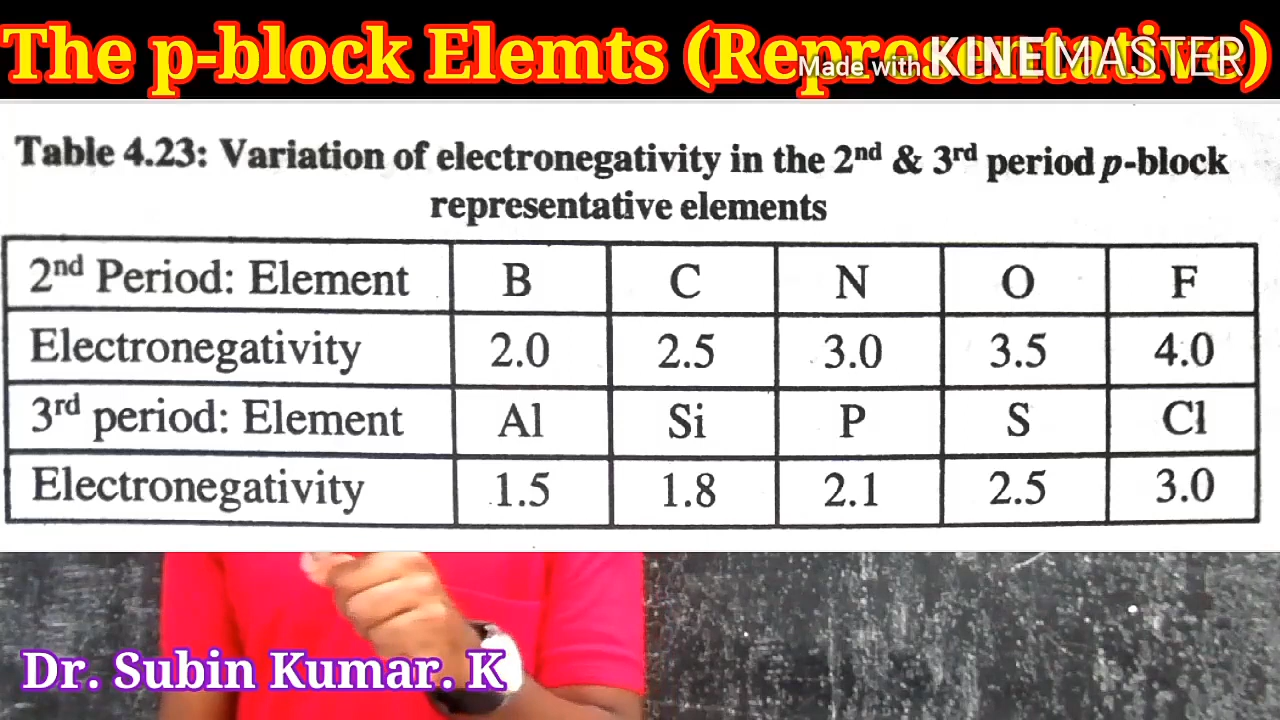 The p-block Elemts (Representative)
Made with KINEMASTER
Table 4.23: Variation of electronegativity in the 2nd & 3rd period p-block
representative elements
2nd Period: Element B C N O F
Electronegativity 2.0 2.5 3.0 3.5 4.0
3rd period: Element Al Si P S Cl
Electronegativity 1.5 1.8 2.1 2.5 3.0
Dr. Subin Kumar. K